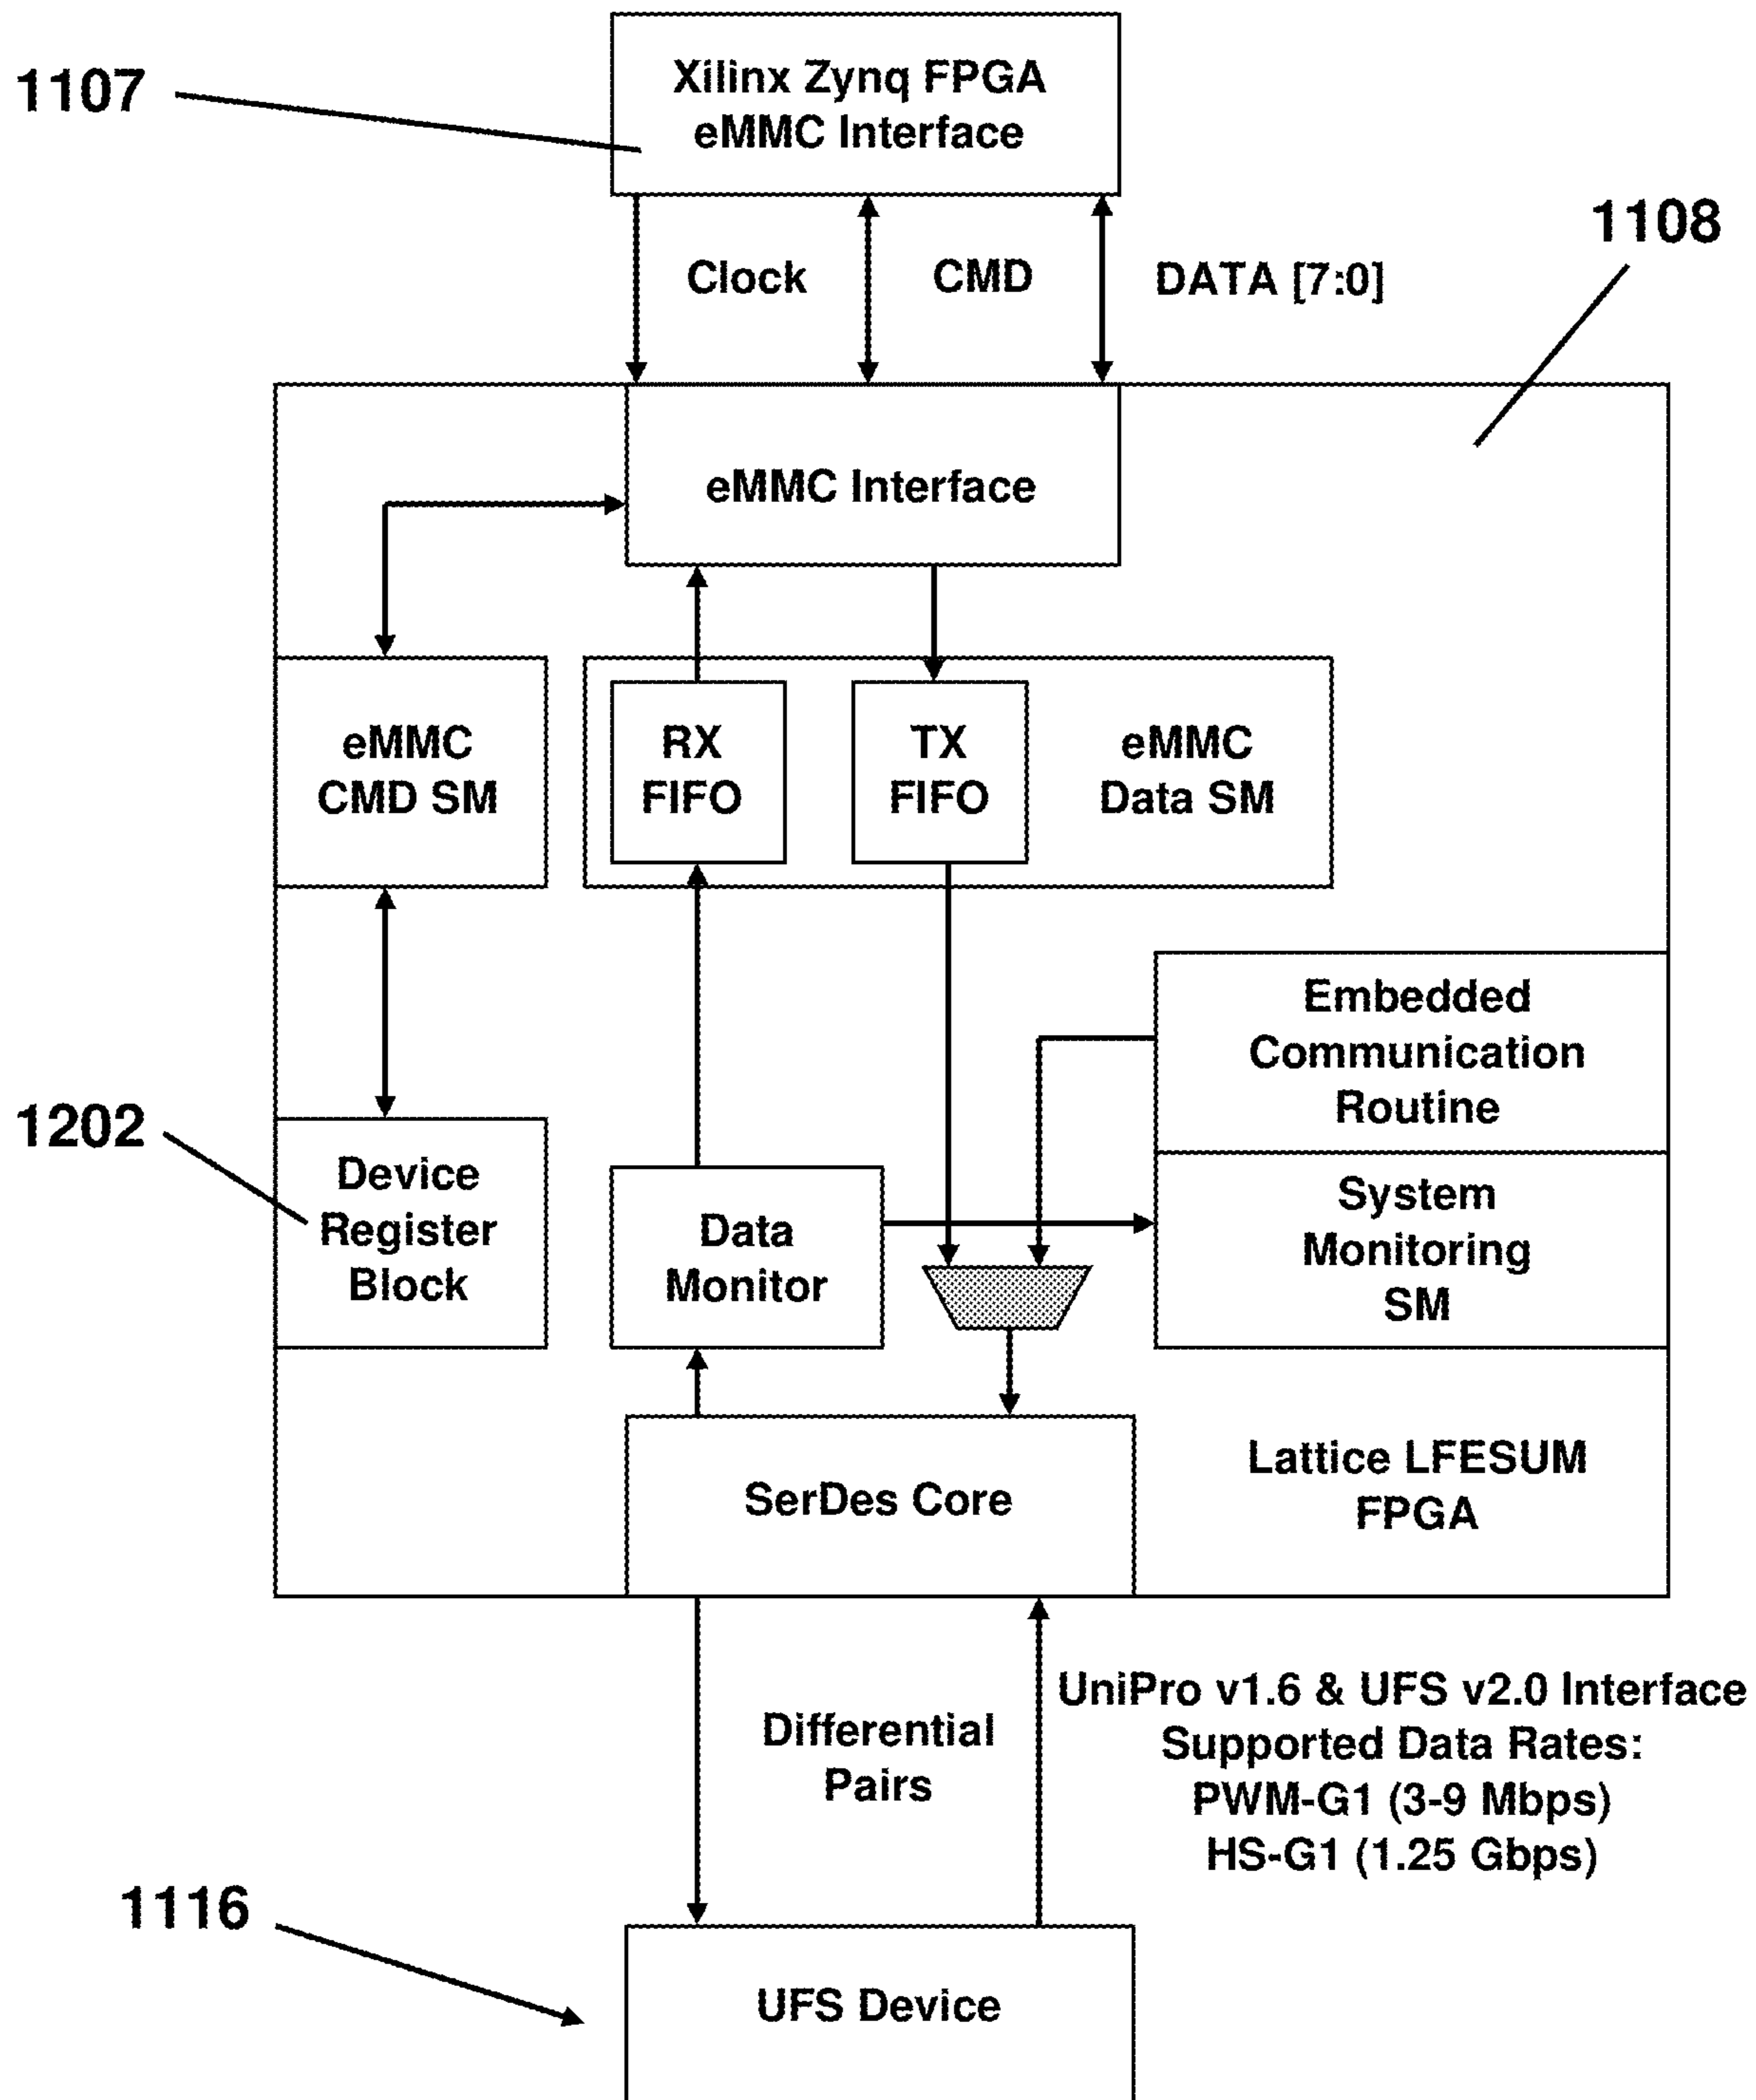 1107
Xilinx Zynq FPGA
eMMC Interface
1108
Clock
CMD
DATA [7:0]
eMMC Interface
eMMC
CMD SM
RX
FIFO
TX
FIFO
eMMC
Data SM
Embedded
Communication
Routine
1202
Device
Register
Block
Data
Monitor
System
Monitoring
SM
SerDes Core
Lattice LFESUM
FPGA
Differential
Pairs
UniPro v1.6 & UFS v2.0 Interface
Supported Data Rates:
PWM-G1 (3-9 Mbps)
HS-G1 (1.25 Gbps)
1116
UFS Device